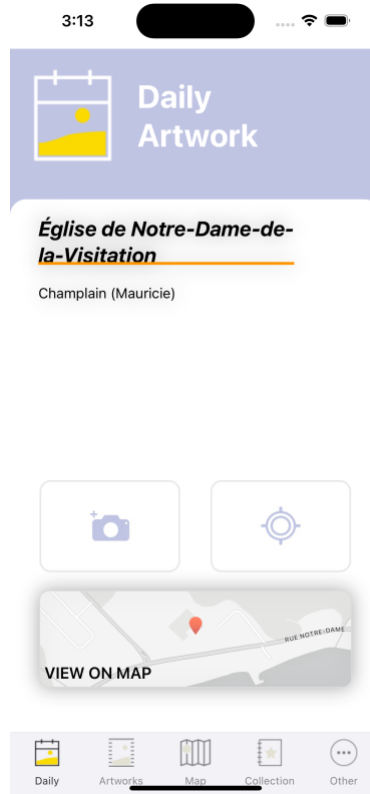 3:13
Daily
Artwork
Église de Notre-Dame-de-
la-Visitation
Champlain (Mauricie)
RUE NOTRE-DAME
VIEW ON MAP
Daily
Artworks
Map
Collection
Other